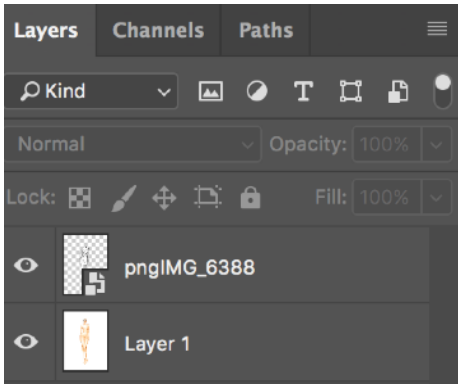 Layers Channels Paths
Kind
Normal Opacity: 100%
Lock: Fill: 100%
pngIMG_6388
Layer 1